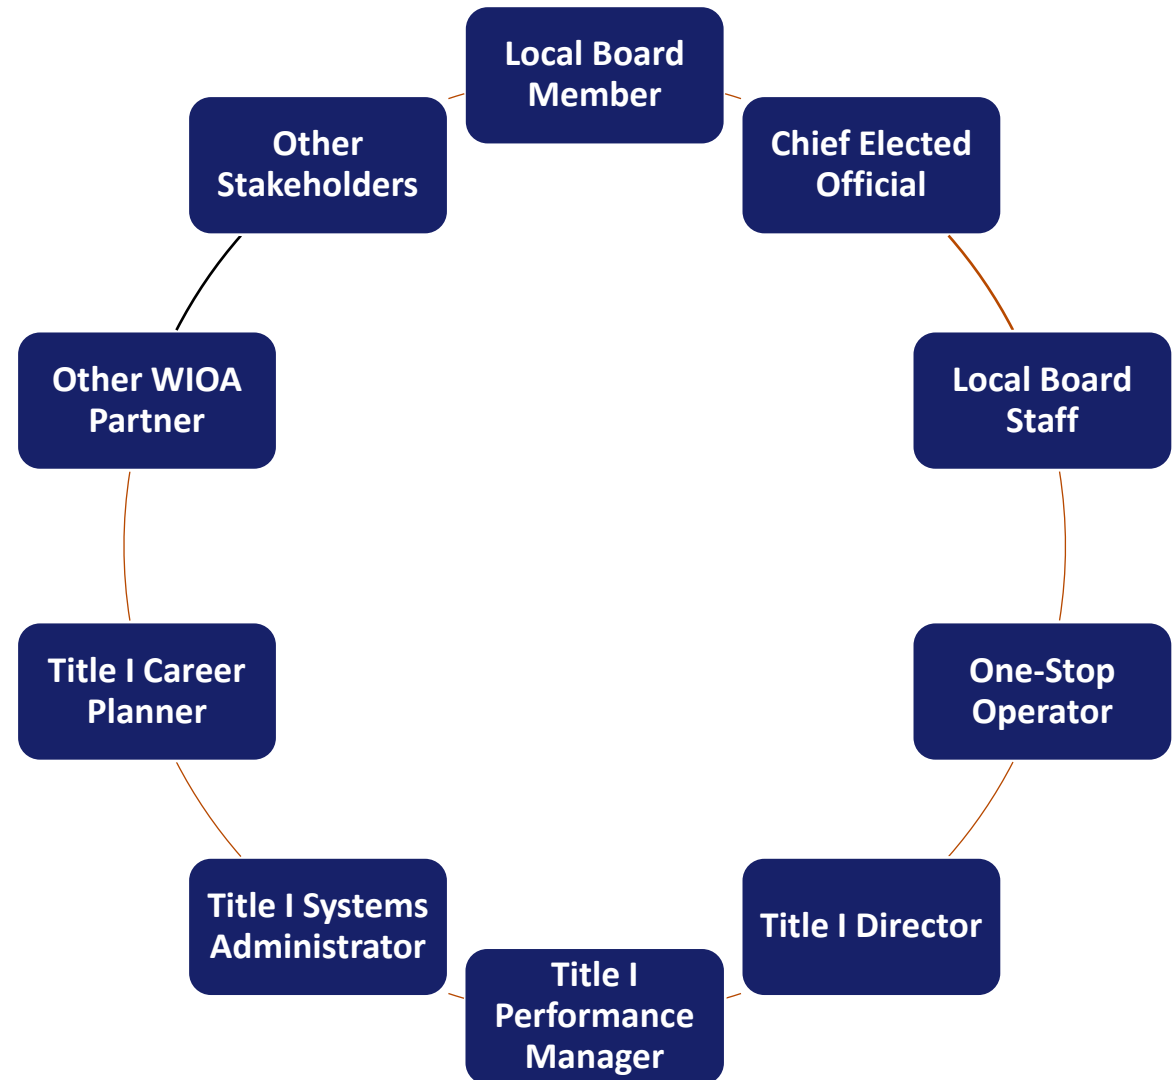 Local Board
Member
Chief Elected
Official
Local Board
Staff
One-Stop
Operator
Title I Director
Title I
Performance
Manager
Title I Systems
Administrator
Title I Career
Planner
Other WIOA
Partner
Other
Stakeholders